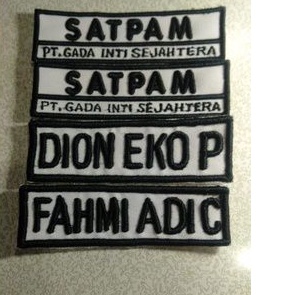 SATPAM
PT. GADA INTI SEJAHTERA
SATPAM
PT. GADA INTI SEJAHTERA
DION EKO P
FAHMI ADI C